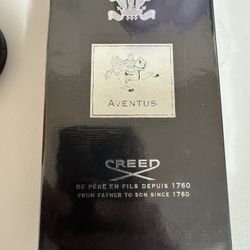 AVENTUS
CREED
DE PÈRE EN FILS DEPUIS 1760
FROM FATHER TO SON SINCE 1760